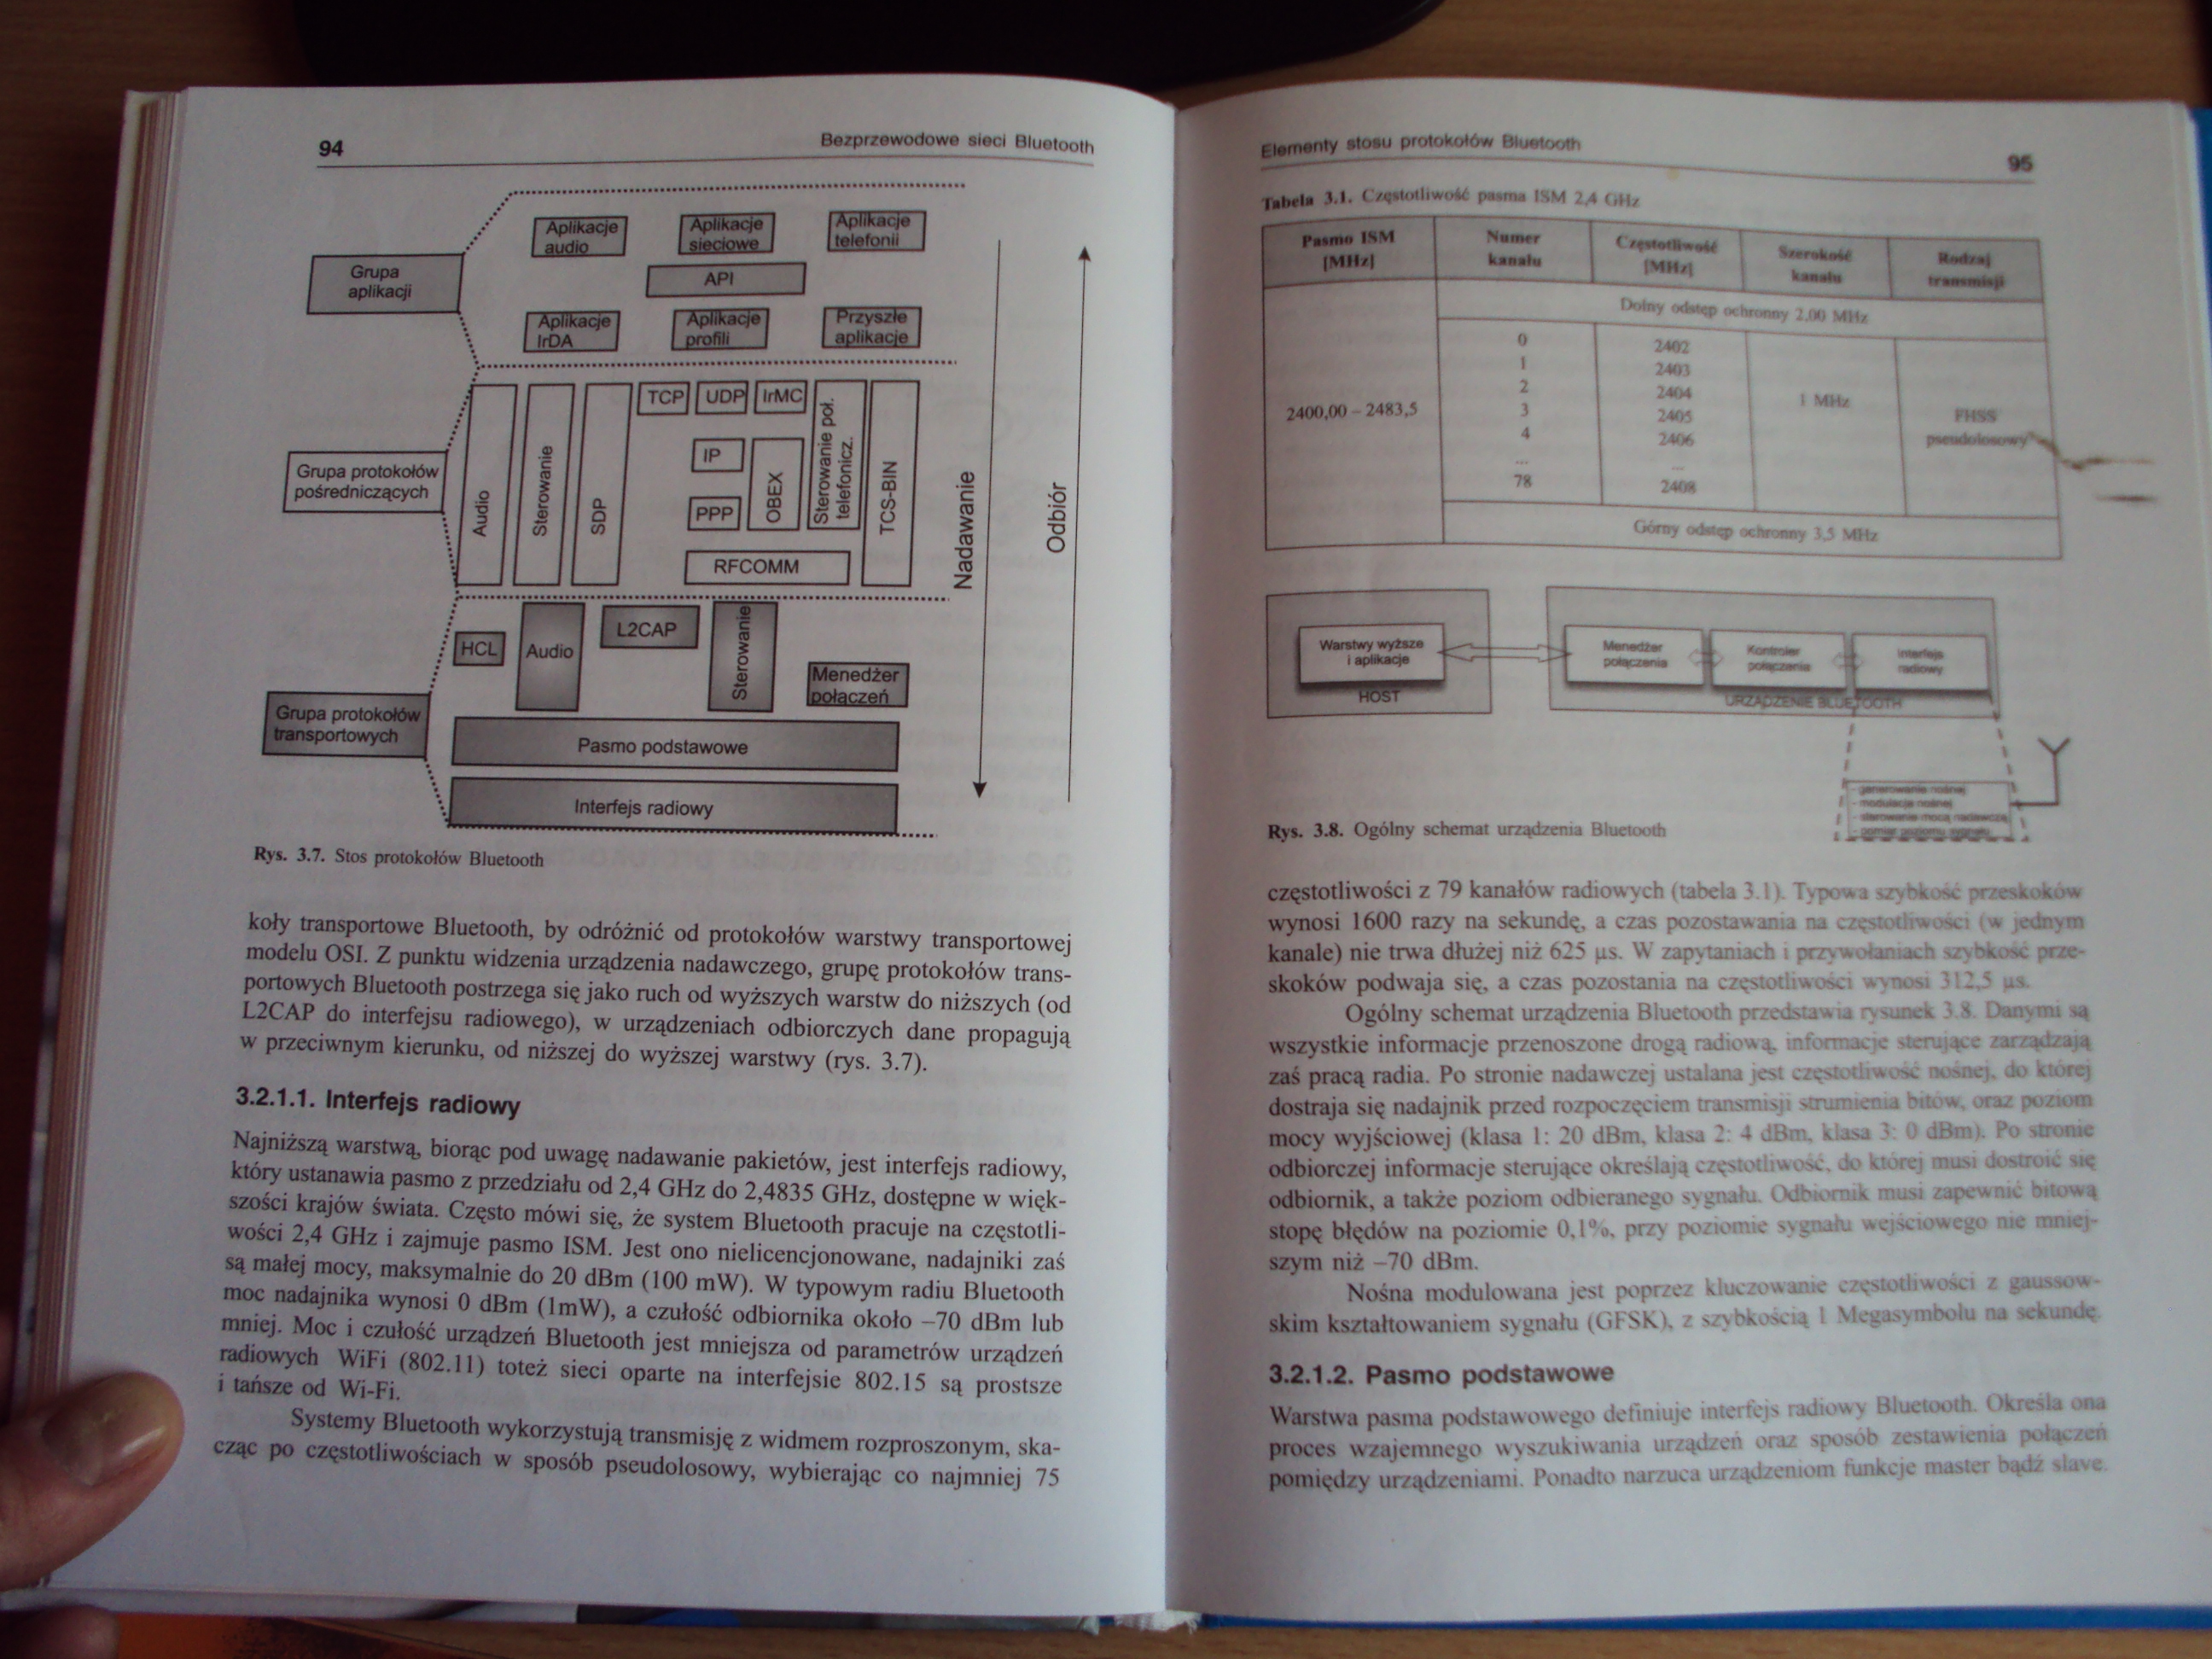 94
Bezprzewodowe sieci Bluetooth
Grupa
aplikacji
Aplikacje
audio
Aplikacje
sieciowe
Aplikacje
telefonii
API
Aplikacje
IrDA
Aplikacje
profili
Przyszłe
aplikacje
Grupa protokołów
pośredniczących
Audio
Sterowanie
SDP
TCP
UDP
IrMC
IP
PPP
OBEX
Sterowanie poł.
telefonicz.
TCS-BIN
RFCOMM
Nadawanie
Odbiór
Grupa protokołów
transportowych
HCL
Audio
L2CAP
Sterowanie
Menedżer
połączeń
Pasmo podstawowe
Interfejs radiowy
Rys. 3.7. Stos protokołów Bluetooth
koły transportowe Bluetooth, by odróżnić od protokołów warstwy transportowej
modelu OSI. Z punktu widzenia urządzenia nadawczego, grupę protokołów trans-
portowych Bluetooth postrzega się jako ruch od wyższych warstw do niższych (od
L2CAP do interfejsu radiowego), w urządzeniach odbiorczych dane propagują
w przeciwnym kierunku, od niższej do wyższej warstwy (rys. 3.7).
3.2.1.1. Interfejs radiowy
Najniższą warstwą, biorąc pod uwagę nadawanie pakietów, jest interfejs radiowy,
który ustanawia pasmo z przedziału od 2,4 GHz do 2,4835 GHz, dostępne w więk-
szości krajów świata. Często mówi się, że system Bluetooth pracuje na częstotli-
wości 2,4 GHz i zajmuje pasmo ISM. Jest ono nielicencjonowane, nadajniki zaś
są małej mocy, maksymalnie do 20 dBm (100 mW). W typowym radiu Bluetooth
moc nadajnika wynosi 0 dBm (1mW), a czułość odbiornika około –70 dBm lub
mniej. Moc i czułość urządzeń Bluetooth jest mniejsza od parametrów urządzeń
radiowych WiFi (802.11) toteż sieci oparte na interfejsie 802.15 są prostsze
i tańsze od Wi-Fi.
Systemy Bluetooth wykorzystują transmisję z widmem rozproszonym, ska-
cząc po częstotliwościach w sposób pseudolosowy, wybierając co najmniej 75
Elementy stosu protokołów Bluetooth
95
Tabela 3.1. Częstotliwość pasma ISM 2,4 GHz
Pasmo ISM
[MHz]
Numer
kanału
Częstotliwość
[MHz]
Szerokość
kanału
Rodzaj
transmisji
Dolny odstęp ochronny 2,00 MHz
2400,00 – 2483,5
0
1
2
3
4
...
78
2402
2403
2404
2405
2406
...
2408
1 MHz
FHSS
pseudolosowy
Górny odstęp ochronny 3,5 MHz
Warstwy wyższe
i aplikacje
HOST
Menedżer
połączenia
Kontroler
połączenia
Interfejs
radiowy
URZĄDZENIE BLUETOOTH
- generowanie nośnej
- modulacja nośnej
- sterowanie mocą nadawczą
- pomiar poziomu sygnału
Rys. 3.8. Ogólny schemat urządzenia Bluetooth
częstotliwości z 79 kanałów radiowych (tabela 3.1). Typowa szybkość przeskoków
wynosi 1600 razy na sekundę, a czas pozostawania na częstotliwości (w jednym
kanale) nie trwa dłużej niż 625 µs. W zapytaniach i przywołaniach szybkość prze-
skoków podwaja się, a czas pozostania na częstotliwości wynosi 312,5 µs.
Ogólny schemat urządzenia Bluetooth przedstawia rysunek 3.8. Danymi są
wszystkie informacje przenoszone drogą radiową, informacje sterujące zarządzają
zaś pracą radia. Po stronie nadawczej ustalana jest częstotliwość nośnej, do której
dostraja się nadajnik przed rozpoczęciem transmisji strumienia bitów, oraz poziom
mocy wyjściowej (klasa 1: 20 dBm, klasa 2: 4 dBm, klasa 3: 0 dBm). Po stronie
odbiorczej informacje sterujące określają częstotliwość, do której musi dostroić się
odbiornik, a także poziom odbieranego sygnału. Odbiornik musi zapewnić bitową
stopę błędów na poziomie 0,1%, przy poziomie sygnału wejściowego nie mniej-
szym niż –70 dBm.
Nośna modulowana jest poprzez kluczowanie częstotliwości z gaussow-
skim kształtowaniem sygnału (GFSK), z szybkością 1 Megasymbolu na sekundę.
3.2.1.2. Pasmo podstawowe
Warstwa pasma podstawowego definiuje interfejs radiowy Bluetooth. Określa ona
proces wzajemnego wyszukiwania urządzeń oraz sposób zestawienia połączeń
pomiędzy urządzeniami. Ponadto narzuca urządzeniom funkcje master bądź slave.